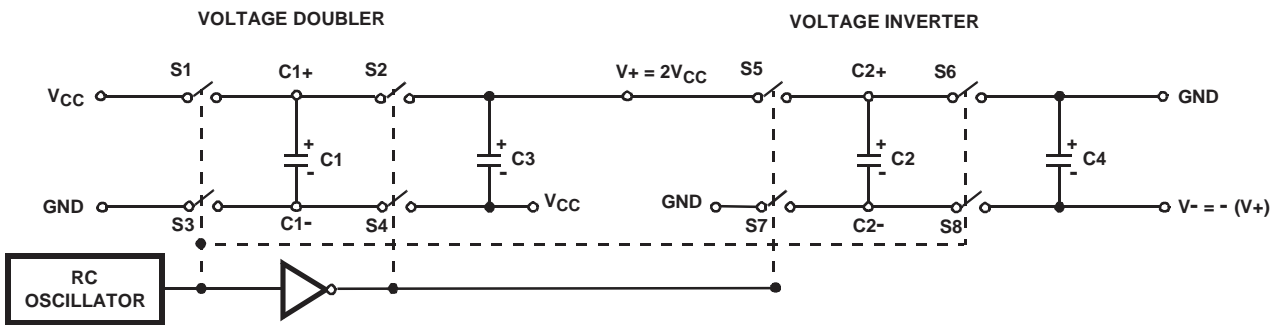 VOLTAGE DOUBLER
VOLTAGE INVERTER
S1 C1+ S2 V+ = 2VCC S5 C2+ S6
VCC GND
+ C1 - + C3 - + C2 - + C4 -
GND VCC GND V- = - (V+)
S3 C1- S4 S7 C2- S8
RC
OSCILLATOR